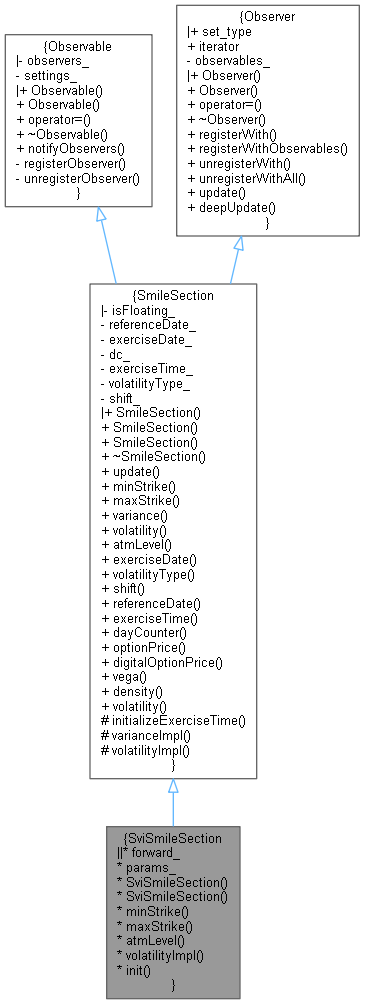 {Observable
|- observers_
- settings_
|+ Observable()
+ Observable()
+ operator=()
+ ~Observable()
+ notifyObservers()
- registerObserver()
- unregisterObserver()
}
{Observer
|+ set_type
+ iterator
- observables_
|+ Observer()
+ Observer()
+ operator=()
+ ~Observer()
+ registerWith()
+ registerWithObservables()
+ unregisterWith()
+ unregisterWithAll()
+ update()
+ deepUpdate()
}
{SmileSection
|- isFloating_
- referenceDate_
- exerciseDate_
- dc_
- exerciseTime_
- volatilityType_
- shift_
|+ SmileSection()
+ SmileSection()
+ SmileSection()
+ ~SmileSection()
+ update()
+ minStrike()
+ maxStrike()
+ variance()
+ volatility()
+ atmLevel()
+ exerciseDate()
+ volatilityType()
+ shift()
+ referenceDate()
+ exerciseTime()
+ dayCounter()
+ optionPrice()
+ digitalOptionPrice()
+ vega()
+ density()
+ volatility()
# initializeExerciseTime()
# varianceImpl()
# volatilityImpl()
}
{SviSmileSection
||* forward_
* params_
* SviSmileSection()
* SviSmileSection()
* minStrike()
* maxStrike()
* atmLevel()
* volatilityImpl()
* init()
}